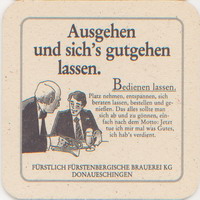 Ausgehen
und sich's gutgehen
lassen.
Bedienen lassen.
Platz nehmen, entspannen, sich
beraten lassen, bestellen und ge-
nießen. Das alles sollte man
sich ab und zu gönnen, ein-
fach nach dem Motto: Jetzt
tue ich mir mal was Gutes,
ich hab's verdient.
FÜRSTLICH FÜRSTENBERGISCHE BRAUEREI KG
DONAUESCHINGEN